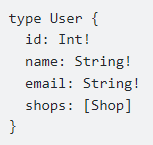 type User {
  id: Int!
  name: String!
  email: String!
  shops: [Shop]
}